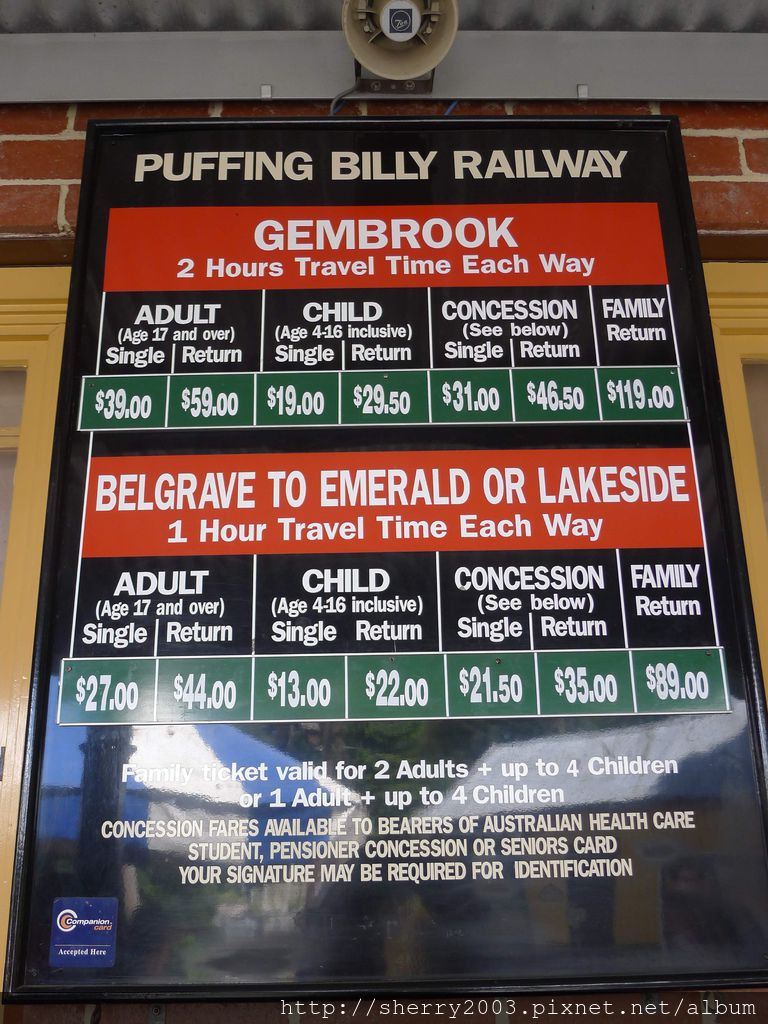 PUFFING BILLY RAILWAY
GEMBROOK
2 Hours Travel Time Each Way
ADULT CHILD CONCESSION FAMILY
(Age 17 and over) (Age 4-16 inclusive) (See below) Return
Single Return Single Return Single Return
$39.00 $59.00 $19.00 $29.50 $31.00 $46.50 $119.00
BELGRAVE TO EMERALD OR LAKESIDE
1 Hour Travel Time Each Way
ADULT CHILD CONCESSION FAMILY
(Age 17 and over) (Age 4-16 inclusive) (See below) Return
Single Return Single Return Single Return
$27.00 $44.00 $13.00 $22.00 $21.50 $35.00 $89.00
Family ticket valid for 2 Adults + up to 4 Children
or 1 Adult + up to 4 Children
CONCESSION FARES AVAILABLE TO BEARERS OF AUSTRALIAN HEALTH CARE
STUDENT, PENSIONER CONCESSION OR SENIORS CARD
YOUR SIGNATURE MAY BE REQUIRED FOR IDENTIFICATION
Companion
card
Accepted Here
http://sherry2003.pixnet.net/album